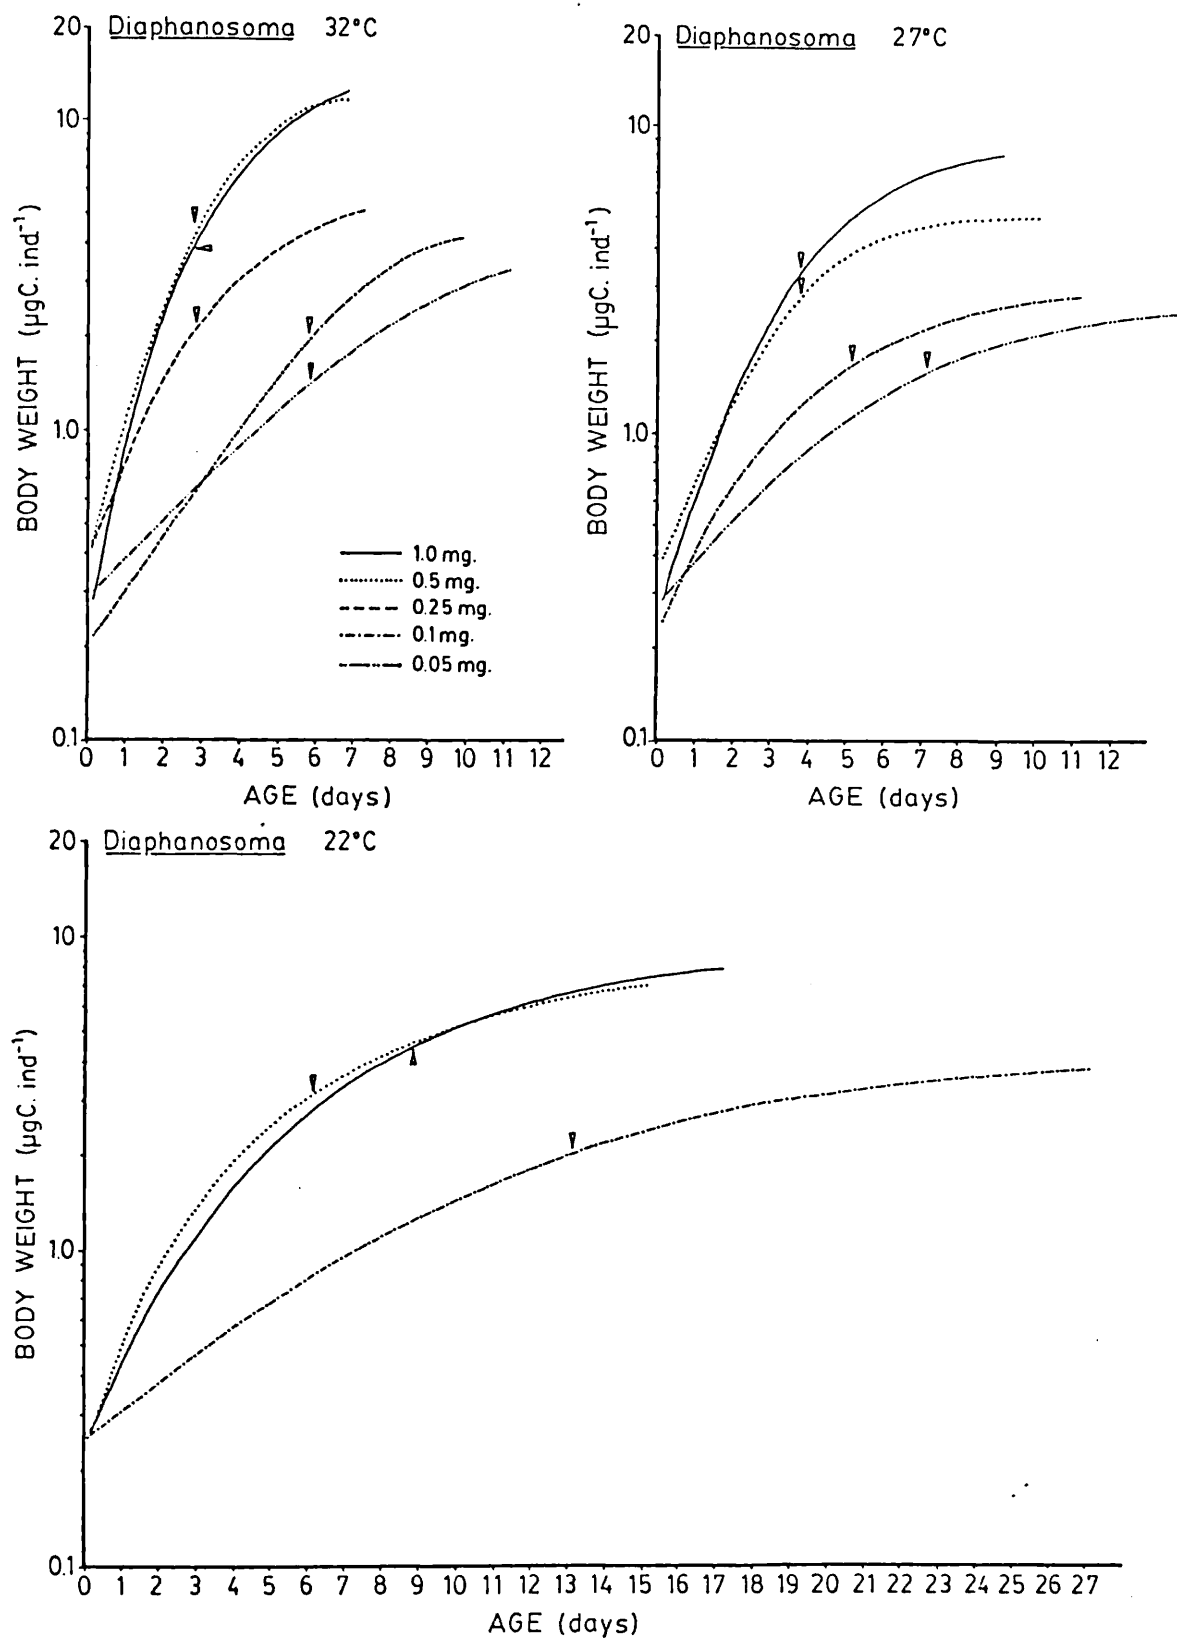 Diaphanosoma 32°C
20
10
1.0
0.1
BODY WEIGHT (µgC. ind⁻¹)
1.0 mg.
0.5 mg.
0.25 mg.
0.1 mg.
0.05 mg.
0 1 2 3 4 5 6 7 8 9 10 11 12
AGE (days)
Diaphanosoma 27°C
20
10
1.0
0.1
BODY WEIGHT (µgC. ind⁻¹)
0 1 2 3 4 5 6 7 8 9 10 11 12
AGE (days)
Diaphanosoma 22°C
20
10
1.0
0.1
BODY WEIGHT (µgC. ind⁻¹)
0 1 2 3 4 5 6 7 8 9 10 11 12 13 14 15 16 17 18 19 20 21 22 23 24 25 26 27
AGE (days)